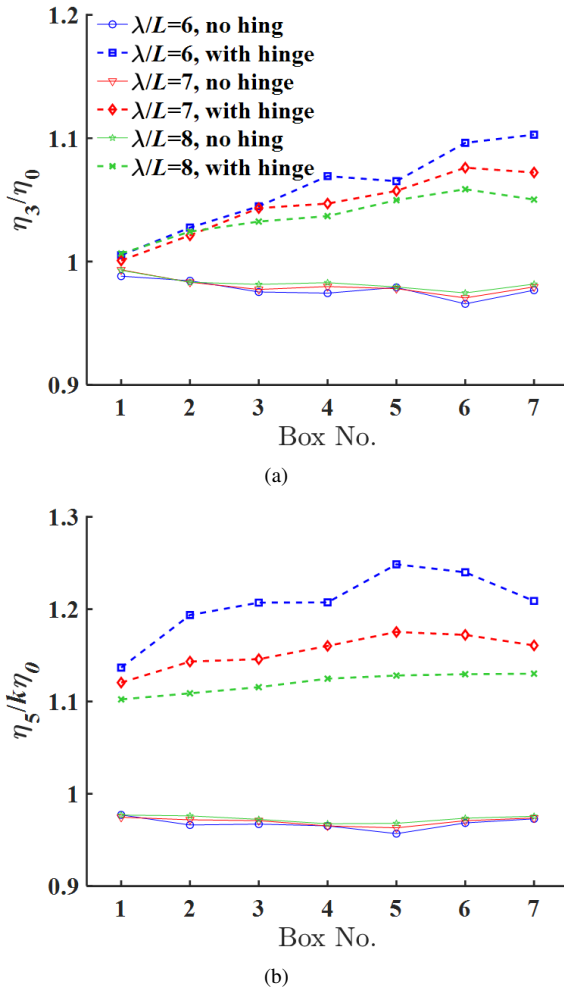 1.2
λ/L=6, no hing
λ/L=6, with hinge
λ/L=7, no hinge
λ/L=7, with hinge
λ/L=8, no hing
λ/L=8, with hinge
1.1
1
0.9
η₃/η₀
1 2 3 4 5 6 7
Box No.
(a)
1.3
1.2
1.1
1
0.9
η₅/kη₀
1 2 3 4 5 6 7
Box No.
(b)